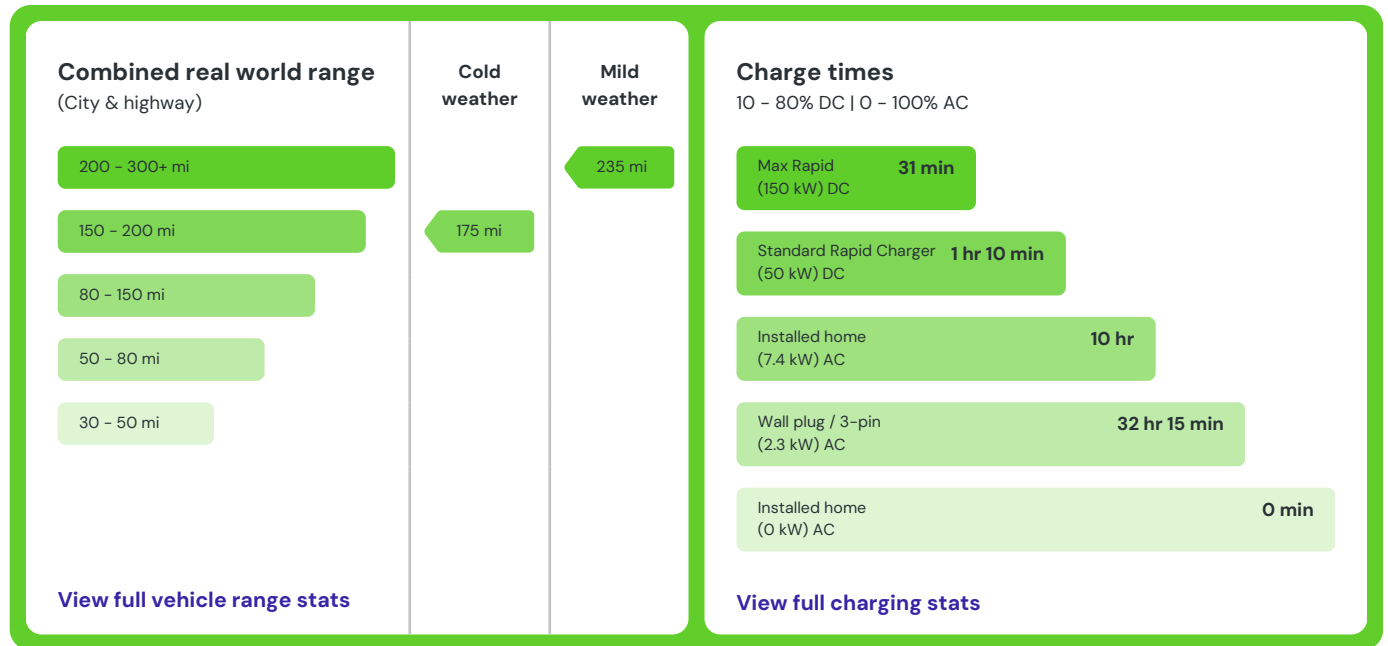 Combined real world range
(City & highway)
Cold
weather
Mild
weather
200 - 300+ mi
235 mi
150 - 200 mi
175 mi
80 - 150 mi
50 - 80 mi
30 - 50 mi
View full vehicle range stats
Charge times
10 - 80% DC | 0 - 100% AC
Max Rapid
(150 kW) DC
31 min
Standard Rapid Charger
(50 kW) DC
1 hr 10 min
Installed home
(7.4 kW) AC
10 hr
Wall plug / 3-pin
(2.3 kW) AC
32 hr 15 min
Installed home
(0 kW) AC
0 min
View full charging stats